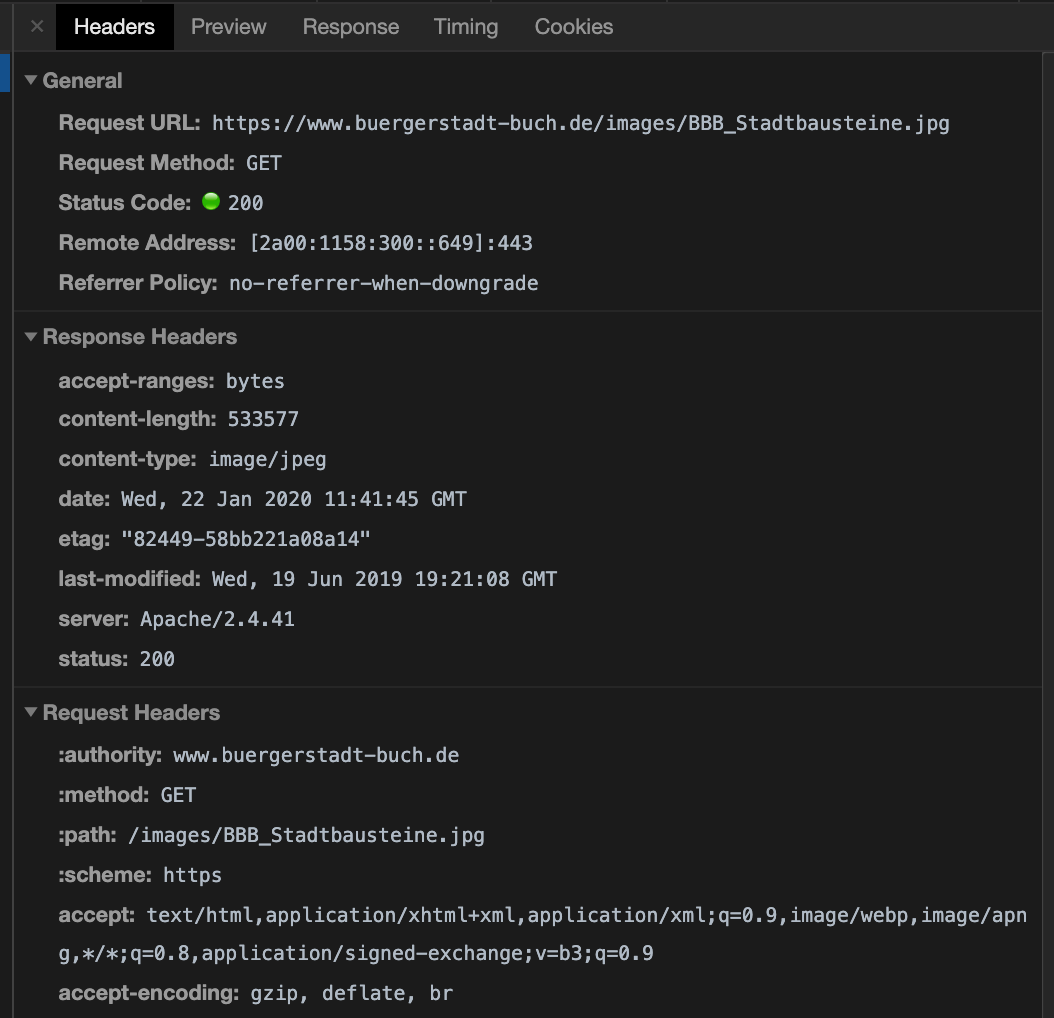 × Headers Preview Response Timing Cookies
General
Request URL: https://www.buergerstadt-buch.de/images/BBB_Stadtbausteine.jpg
Request Method: GET
Status Code: 200
Remote Address: [2a00:1158:300::649]:443
Referrer Policy: no-referrer-when-downgrade
Response Headers
accept-ranges: bytes
content-length: 533577
content-type: image/jpeg
date: Wed, 22 Jan 2020 11:41:45 GMT
etag: "82449-58bb221a08a14"
last-modified: Wed, 19 Jun 2019 19:21:08 GMT
server: Apache/2.4.41
status: 200
Request Headers
:authority: www.buergerstadt-buch.de
:method: GET
:path: /images/BBB_Stadtbausteine.jpg
:scheme: https
accept: text/html,application/xhtml+xml,application/xml;q=0.9,image/webp,image/apn
g,*/*;q=0.8,application/signed-exchange;v=b3;q=0.9
accept-encoding: gzip, deflate, br